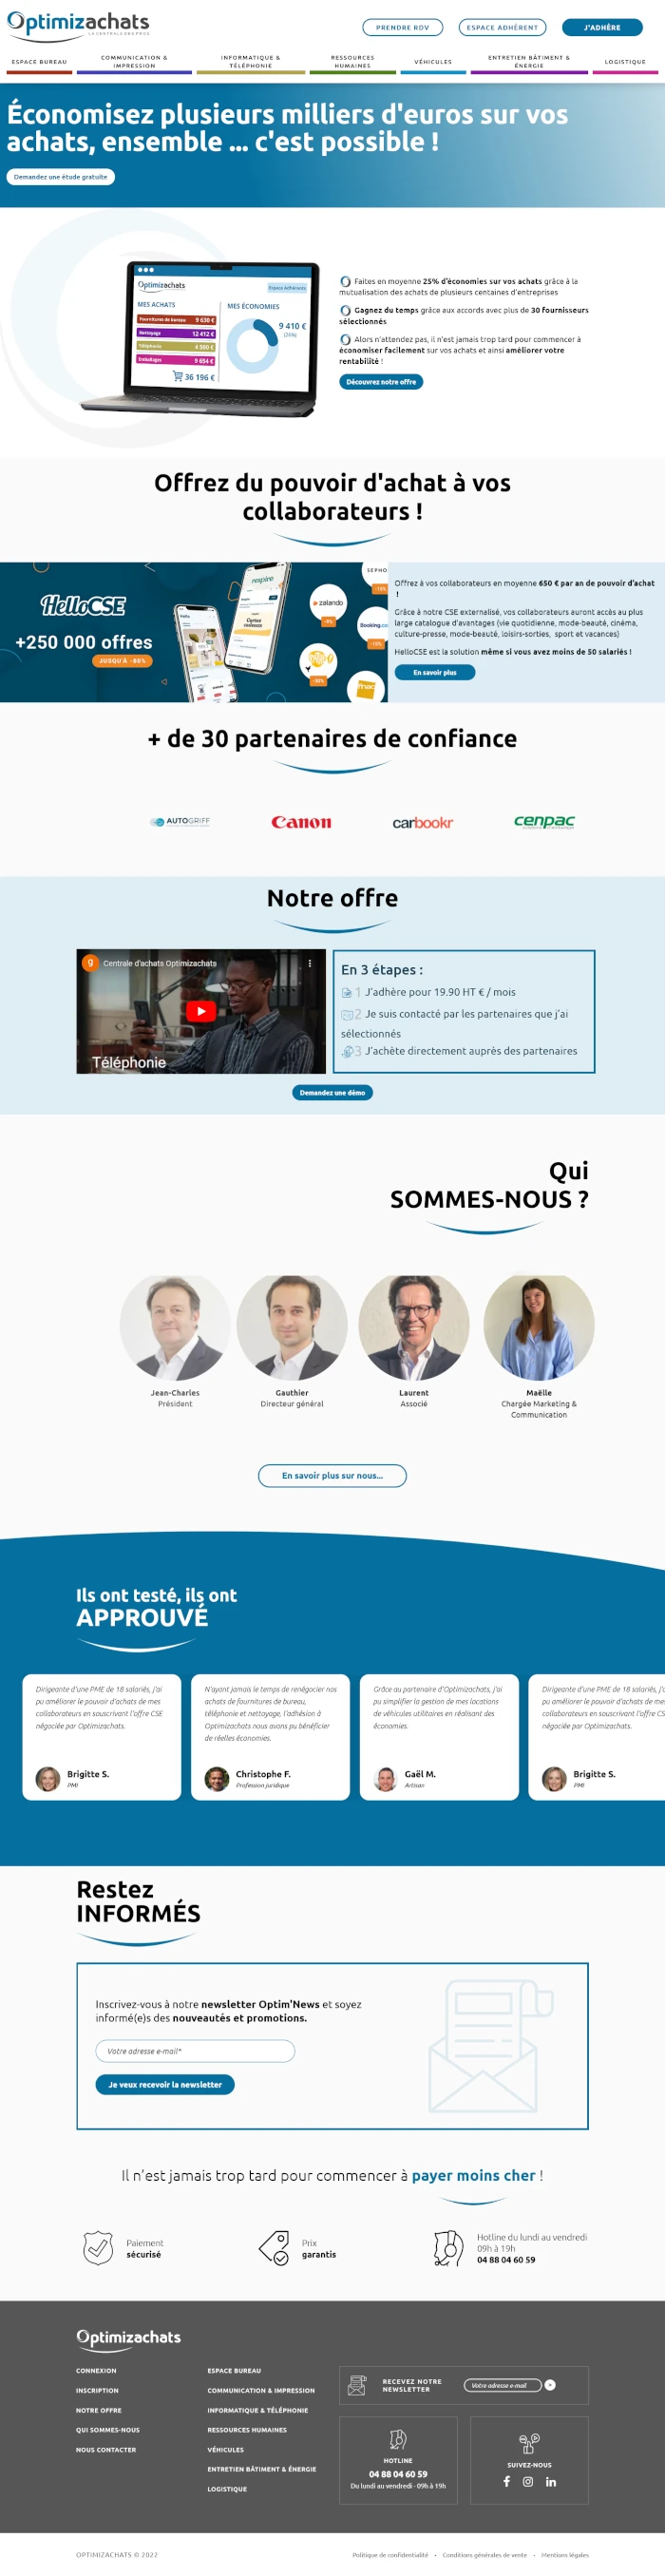 Optimizachats
LA CENTRALE DES PROS
PRENDRE RDV
ESPACE ADHÉRENT
J'ADHÈRE
ESPACE BUREAU
COMMUNICATION &
IMPRESSION
INFORMATIQUE &
TÉLÉPHONIE
RESSOURCES
HUMAINES
VÉHICULES
ENTRETIEN BÂTIMENT &
ÉNERGIE
LOGISTIQUE
Économisez plusieurs milliers d'euros sur vos
achats, ensemble ... c'est possible !
Demandez une étude gratuite
Optimizachats
Espace Adhérents
MES ACHATS
Fournitures de bureau 9 630 €
Nettoyage 12 412 €
Téléphonie 4 500 €
Emballages 9 654 €
36 196 €
MES ÉCONOMIES
9 410 €
(26%)
Faites en moyenne 25% d'économies sur vos achats grâce à la
mutualisation des achats de plusieurs centaines d'entreprises
Gagnez du temps grâce aux accords avec plus de 30 fournisseurs
sélectionnés
Alors n'attendez pas, il n'est jamais trop tard pour commencer à
économiser facilement sur vos achats et ainsi améliorer votre
rentabilité !
Découvrez notre offre
Offrez du pouvoir d'achat à vos
collaborateurs !
HelloCSE
+250 000 offres
JUSQU'À -80%
respire
SEPHO
zalando
Booking.co
fnac
Offrez à vos collaborateurs en moyenne 650 € par an de pouvoir d'achat
!
Grâce à notre CSE externalisé, vos collaborateurs auront accès au plus
large catalogue d'avantages (vie quotidienne, mode-beauté, cinéma,
culture-presse, mode-beauté, loisirs-sorties, sport et vacances)
HelloCSE est la solution même si vous avez moins de 50 salariés !
En savoir plus
+ de 30 partenaires de confiance
AUTOGRIFF
Canon
carbookr
cenpac
Notre offre
g Centrale d'achats Optimizachats
Téléphonie
En 3 étapes :
1 J'adhère pour 19.90 HT € / mois
2 Je suis contacté par les partenaires que j'ai
sélectionnés
3 J'achète directement auprès des partenaires
Demandez une démo
Qui
SOMMES-NOUS ?
Jean-Charles
Président
Gauthier
Directeur général
Laurent
Associé
Maëlle
Chargée Marketing &
Communication
En savoir plus sur nous...
Ils ont testé, ils ont
APPROUVÉ
Dirigeante d'une PME de 18 salariés, j'ai
pu améliorer le pouvoir d'achats de mes
collaborateurs en souscrivant l'offre CSE
négociée par Optimizachats.
Brigitte S.
PME
N'ayant jamais le temps de renégocier nos
achats de fournitures de bureau,
téléphonie et nettoyage, l'adhésion à
Optimizachats nous avons pu bénéficier
de réelles économies.
Christophe F.
Profession juridique
Grâce au partenaire d'Optimizachats, j'ai
pu simplifier la gestion de mes locations
de véhicules utilitaires en réalisant des
économies.
Gaël M.
Artisan
Dirigeante d'une PME de 18 salariés, j'a
pu améliorer le pouvoir d'achats de mes
collaborateurs en souscrivant l'offre CS
négociée par Optimizachats.
Brigitte S.
PME
Restez
INFORMÉS
Inscrivez-vous à notre newsletter Optim'News et soyez
informé(e)s des nouveautés et promotions.
Votre adresse e-mail*
Je veux recevoir la newsletter
Il n'est jamais trop tard pour commencer à payer moins cher !
Paiement
sécurisé
Prix
garantis
Hotline du lundi au vendredi
09h à 19h
04 88 04 60 59
Optimizachats
CONNEXION
INSCRIPTION
NOTRE OFFRE
QUI SOMMES-NOUS
NOUS CONTACTER
ESPACE BUREAU
COMMUNICATION & IMPRESSION
INFORMATIQUE & TÉLÉPHONIE
RESSOURCES HUMAINES
VÉHICULES
ENTRETIEN BÂTIMENT & ÉNERGIE
LOGISTIQUE
RECEVEZ NOTRE
NEWSLETTER
Votre adresse e-mail
HOTLINE
04 88 04 60 59
Du lundi au vendredi - 09h à 19h
SUIVEZ-NOUS
OPTIMIZACHATS © 2022
Politique de confidentialité • Conditions générales de vente • Mentions légales